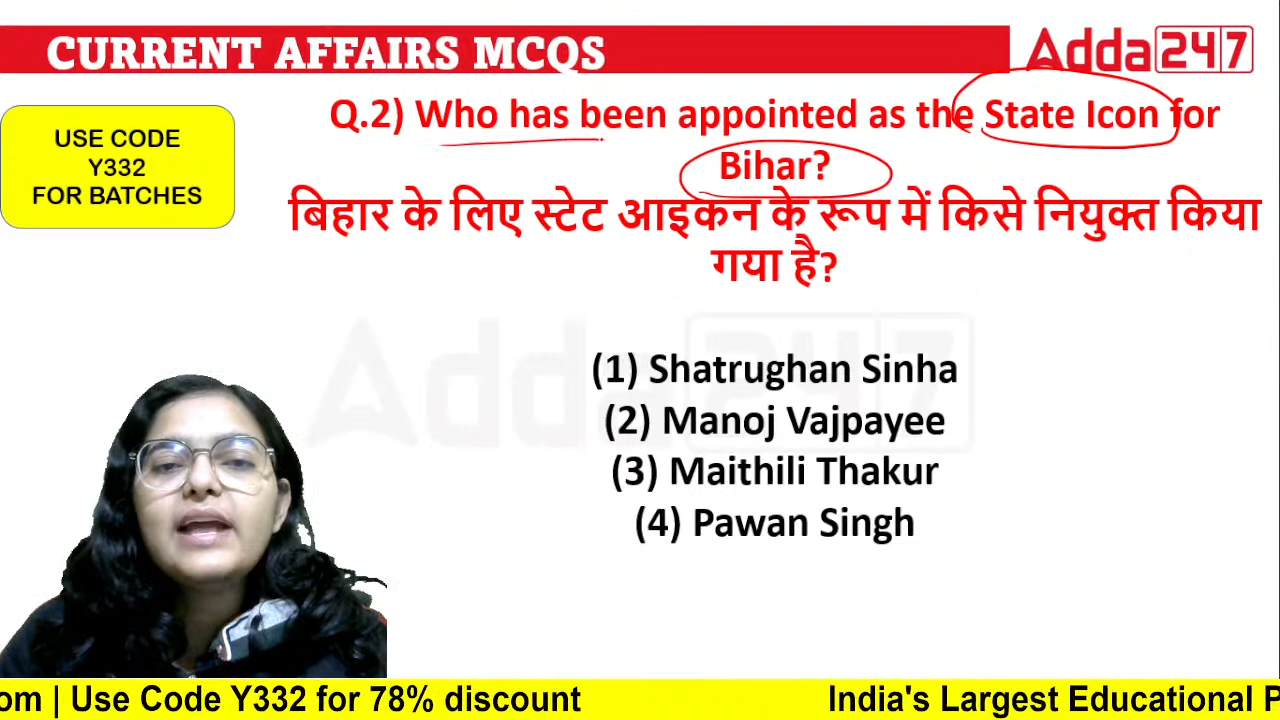 CURRENT AFFAIRS MCQS
Adda247
USE CODE
Y332
FOR BATCHES
Q.2) Who has been appointed as the State Icon for
Bihar?
बिहार के लिए स्टेट आइकन के रूप में किसे नियुक्त किया
गया है?
Adda247
(1) Shatrughan Sinha
(2) Manoj Vajpayee
(3) Maithili Thakur
(4) Pawan Singh
om | Use Code Y332 for 78% discount
India's Largest Educational P